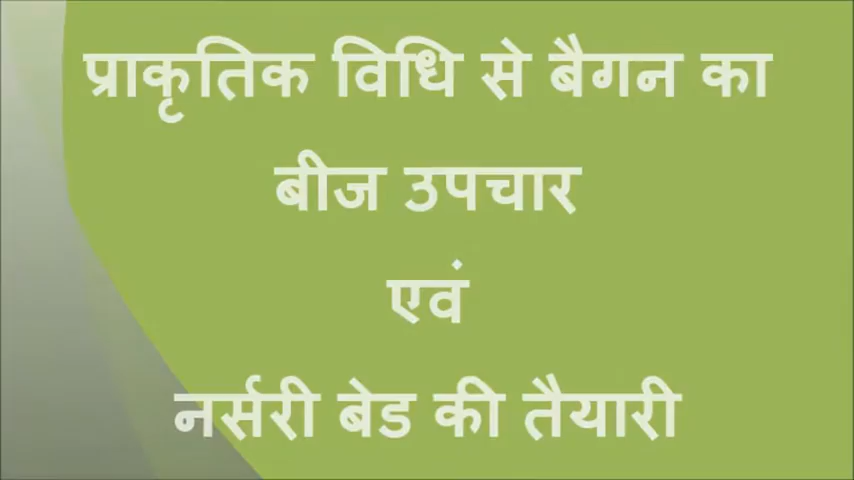 प्राकृतिक विधि से बैगन का
बीज उपचार
एवं
नर्सरी बेड की तैयारी